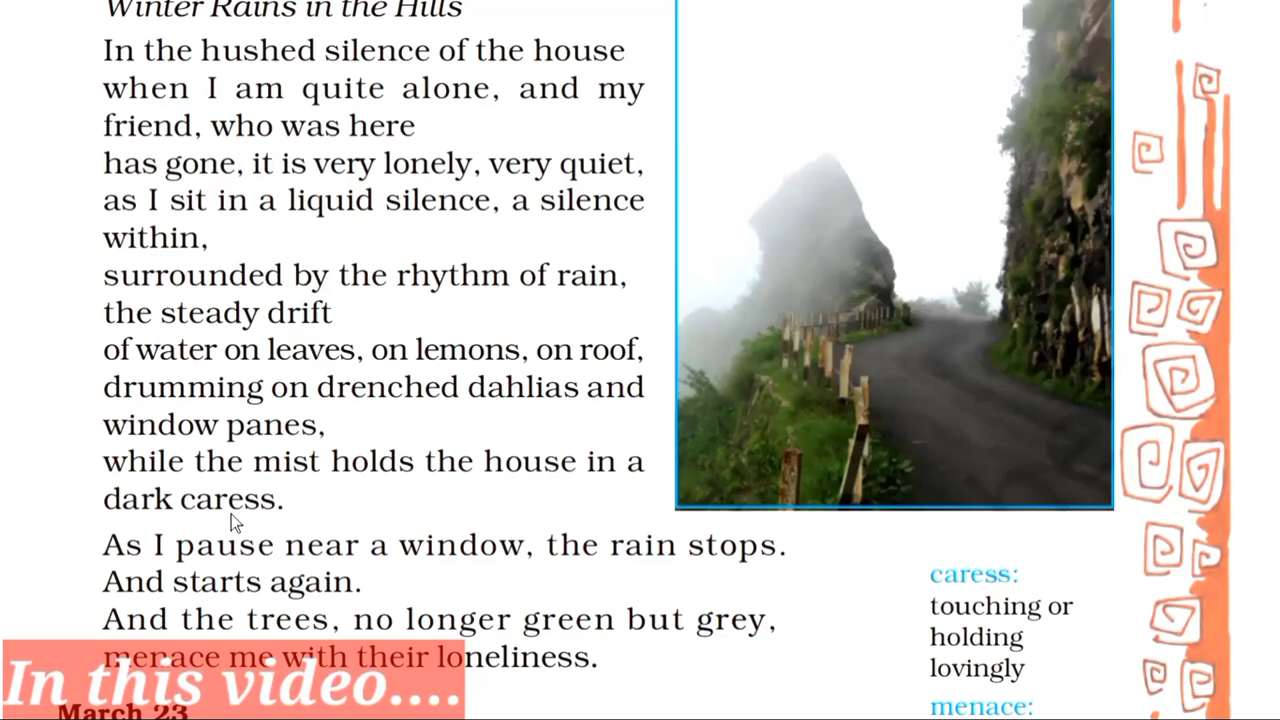 Winter Rains in the Hills
In the hushed silence of the house
when I am quite alone, and my
friend, who was here
has gone, it is very lonely, very quiet,
as I sit in a liquid silence, a silence
within,
surrounded by the rhythm of rain,
the steady drift
of water on leaves, on lemons, on roof,
drumming on drenched dahlias and
window panes,
while the mist holds the house in a
dark caress.
As I pause near a window, the rain stops.
And starts again.
And the trees, no longer green but grey,
menace me with their loneliness.
In this video....
March 23
caress:
touching or
holding
lovingly
menace: